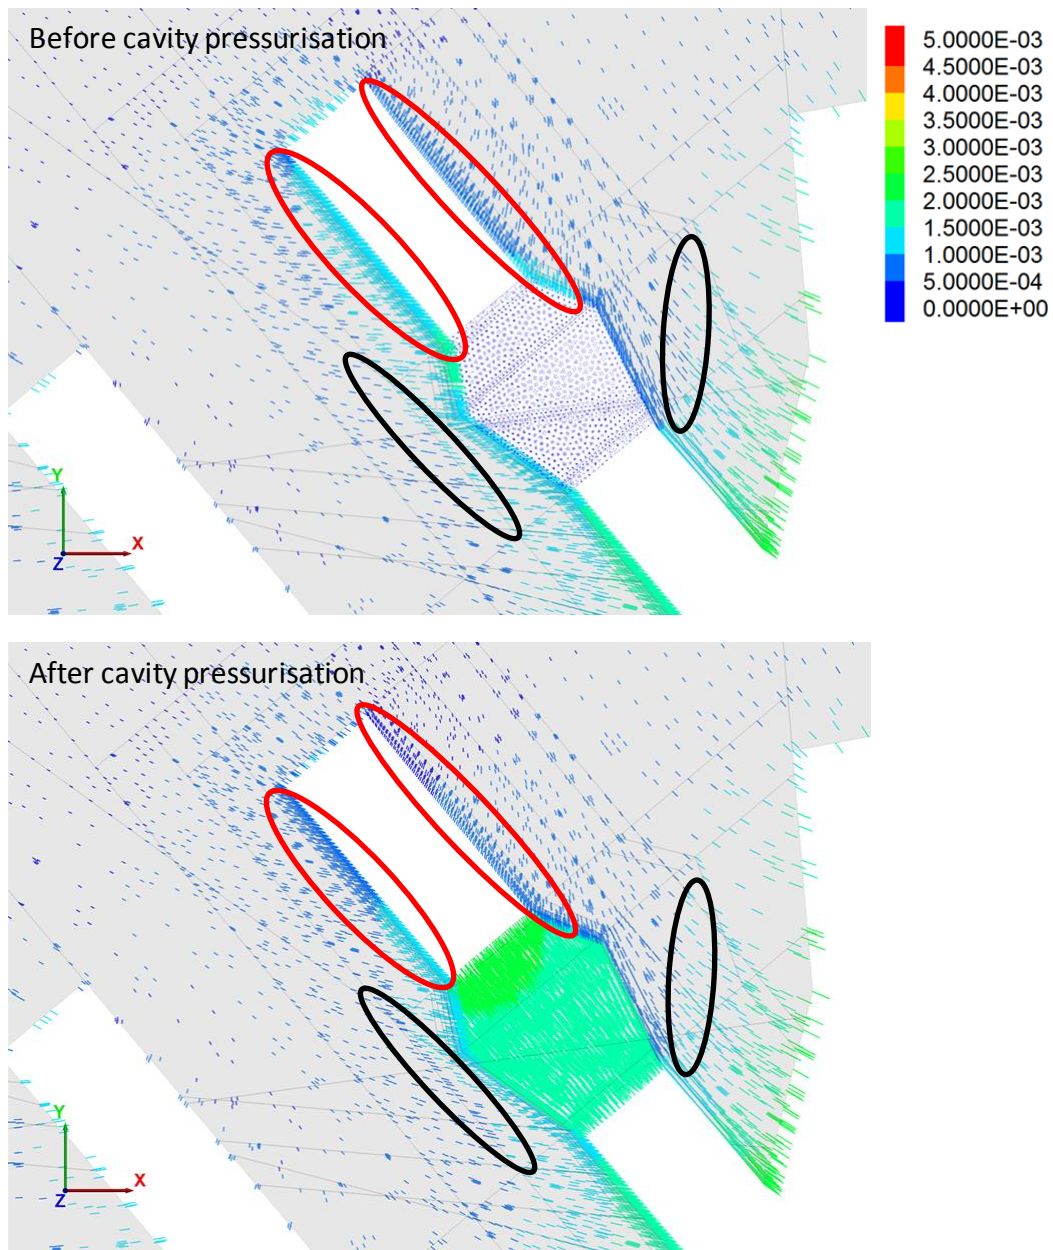 Before cavity pressurisation
5.0000E-03
4.5000E-03
4.0000E-03
3.5000E-03
3.0000E-03
2.5000E-03
2.0000E-03
1.5000E-03
1.0000E-03
5.0000E-04
0.0000E+00
Y
X
Z
After cavity pressurisation
Y
X
Z